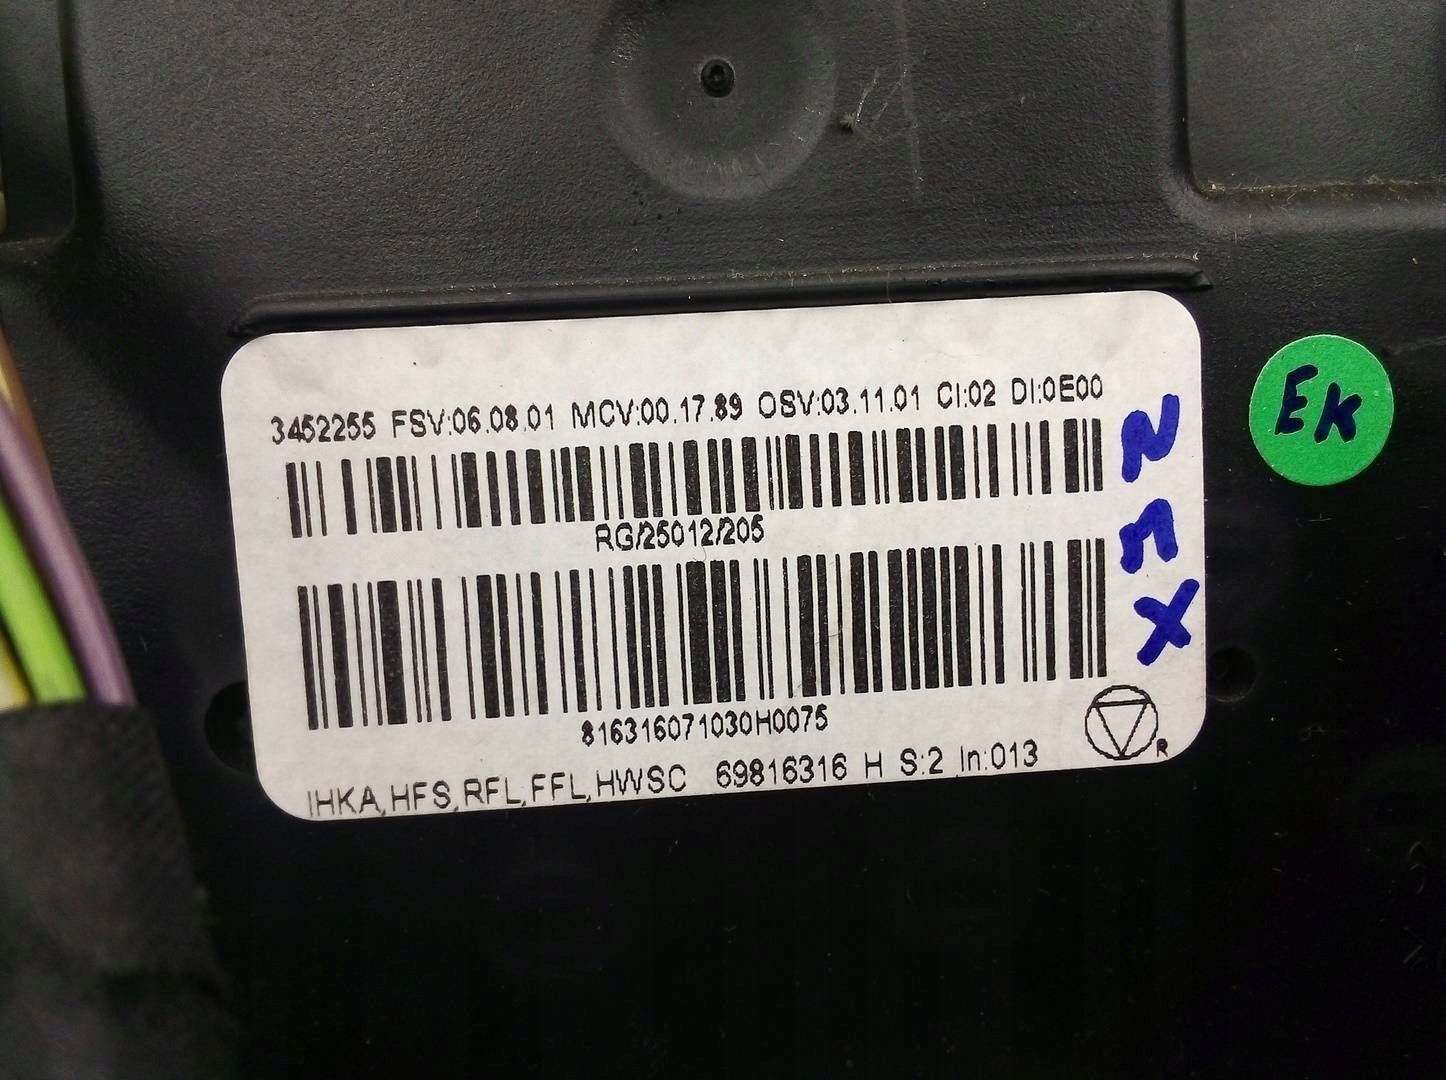 3452255 FSV:06.08.01 MCV:00.17.89 OSV:03.11.01 CI:02 DI:0E00
RG/25012/205
816316071030H0075
IHKA,HFS,RFL,FFL,HWSC 69816316 H S:2 In:013
R
EK